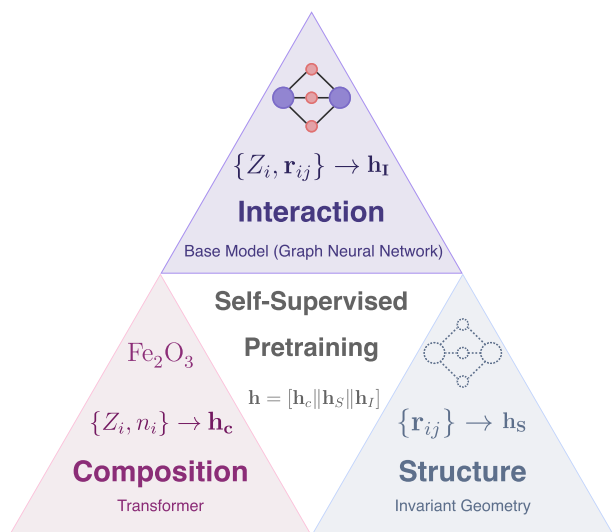 {Z_i, r_ij} → h_I
Interaction
Base Model (Graph Neural Network)
Self-Supervised
Pretraining
h = [h_c∥h_S∥h_I]
Fe₂O₃
{Z_i, n_i} → h_c
Composition
Transformer
{r_ij} → h_S
Structure
Invariant Geometry